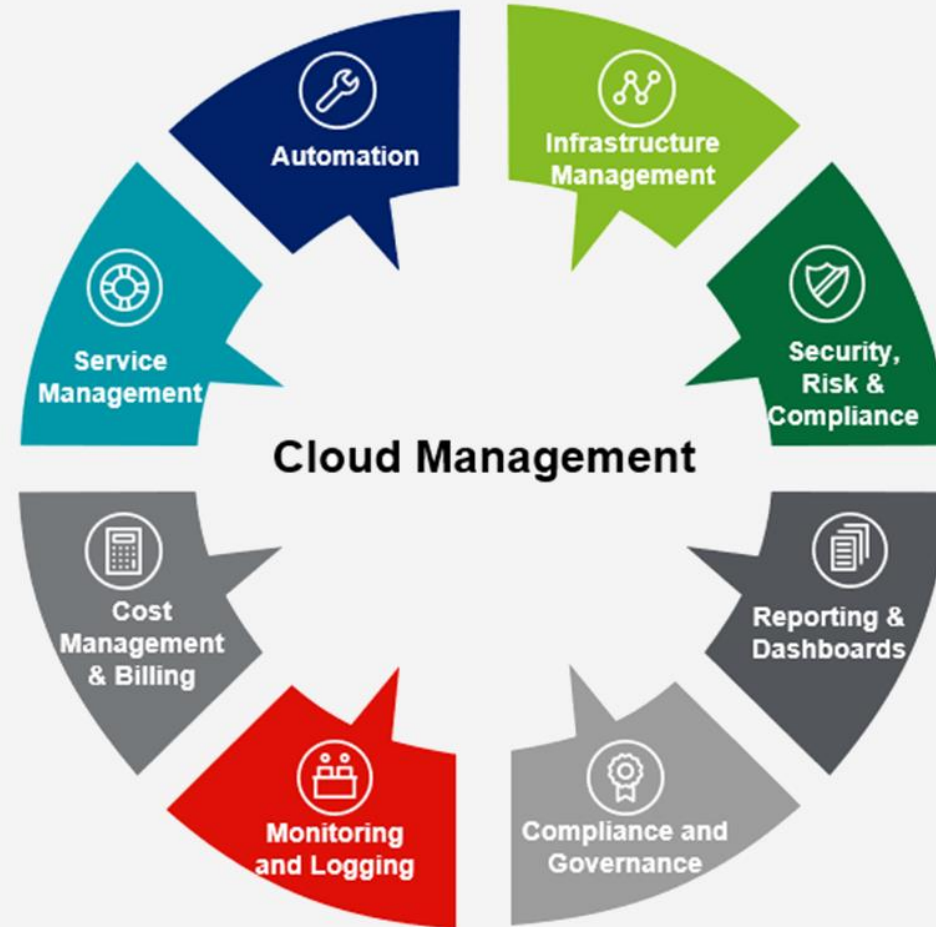 Automation
Infrastructure
Management
Service
Management
Security,
Risk &
Compliance
Cloud Management
Cost
Management
& Billing
Reporting &
Dashboards
Monitoring
and Logging
Compliance and
Governance